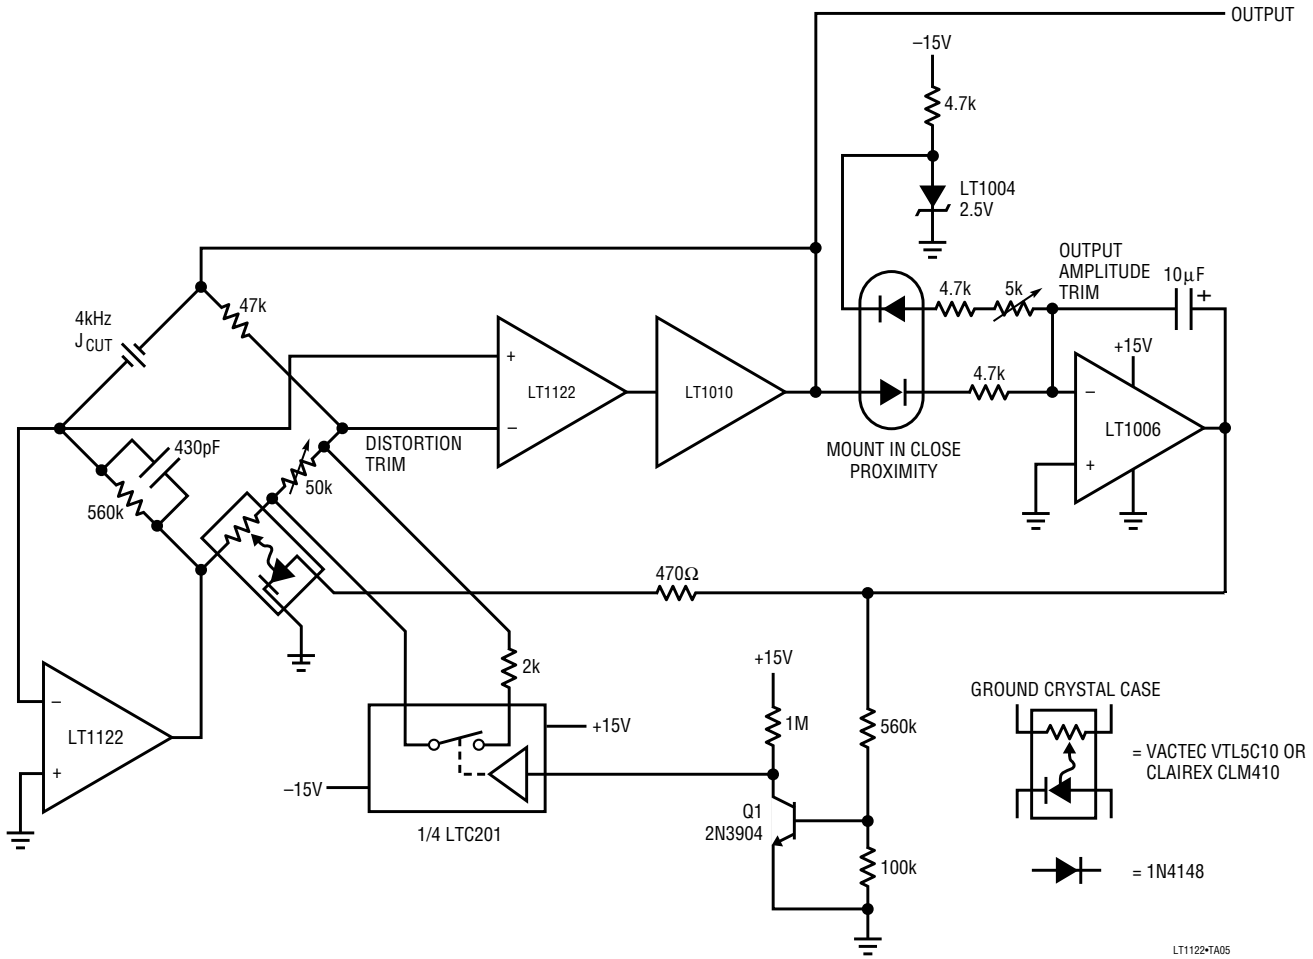 OUTPUT
–15V
4.7k
LT1004
2.5V
OUTPUT
AMPLITUDE
TRIM
10µF
+
4.7k
5k
47k
4kHz
JCUT
+
LT1122
–
LT1010
+15V
4.7k
–
LT1006
+
MOUNT IN CLOSE
PROXIMITY
DISTORTION
TRIM
430pF
50k
560k
470Ω
–
LT1122
+
2k
+15V
–15V
1/4 LTC201
+15V
1M
560k
Q1
2N3904
100k
GROUND CRYSTAL CASE
= VACTEC VTL5C10 OR
CLAIREX CLM410
= 1N4148
LT1122•TA05